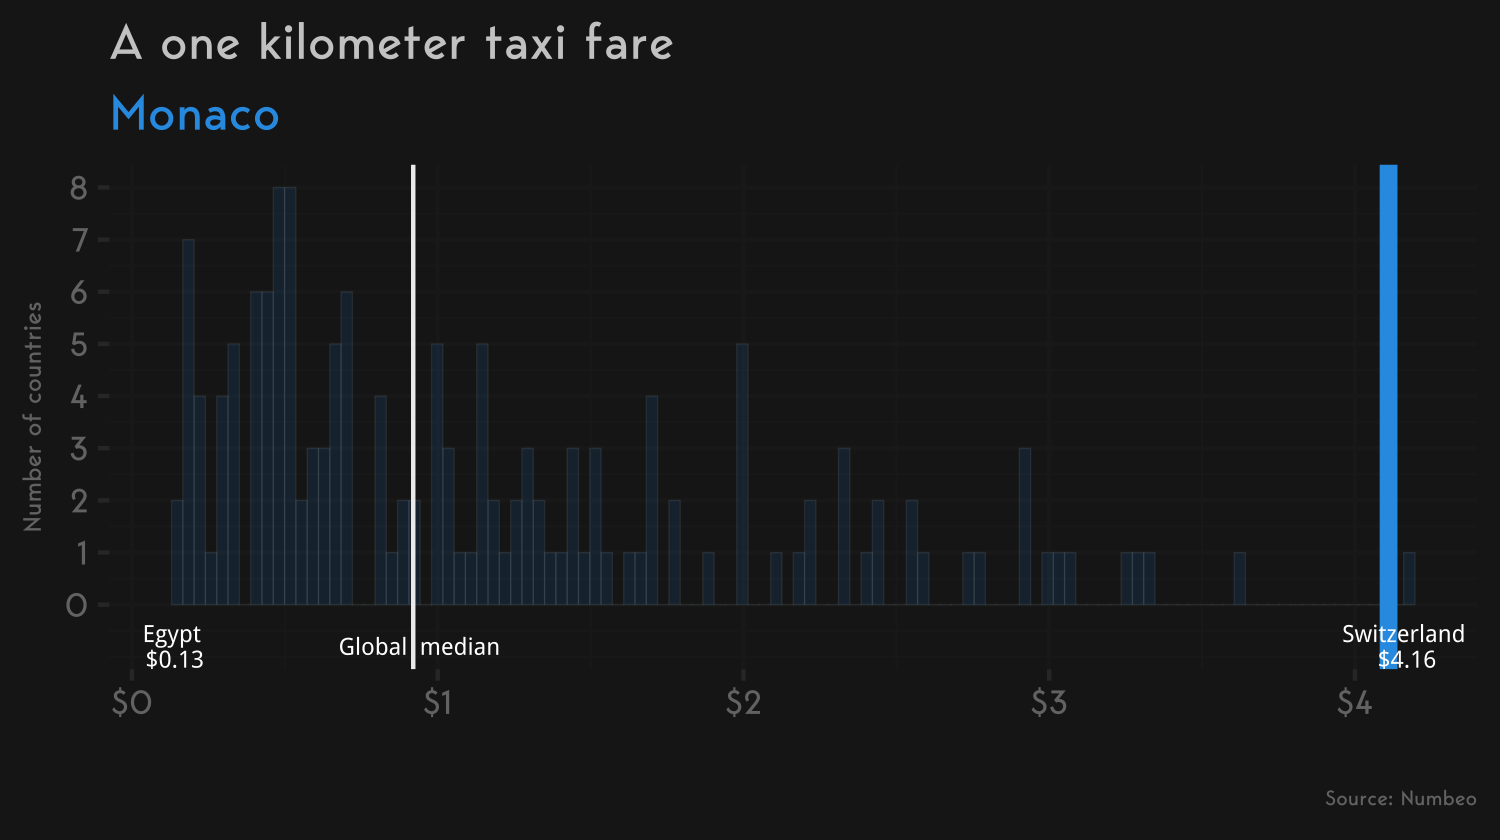 A one kilometer taxi fare
Monaco
Number of countries
8
7
6
5
4
3
2
1
0
Egypt
$0.13
Global median
Switzerland
$4.16
$0
$1
$2
$3
$4
Source: Numbeo